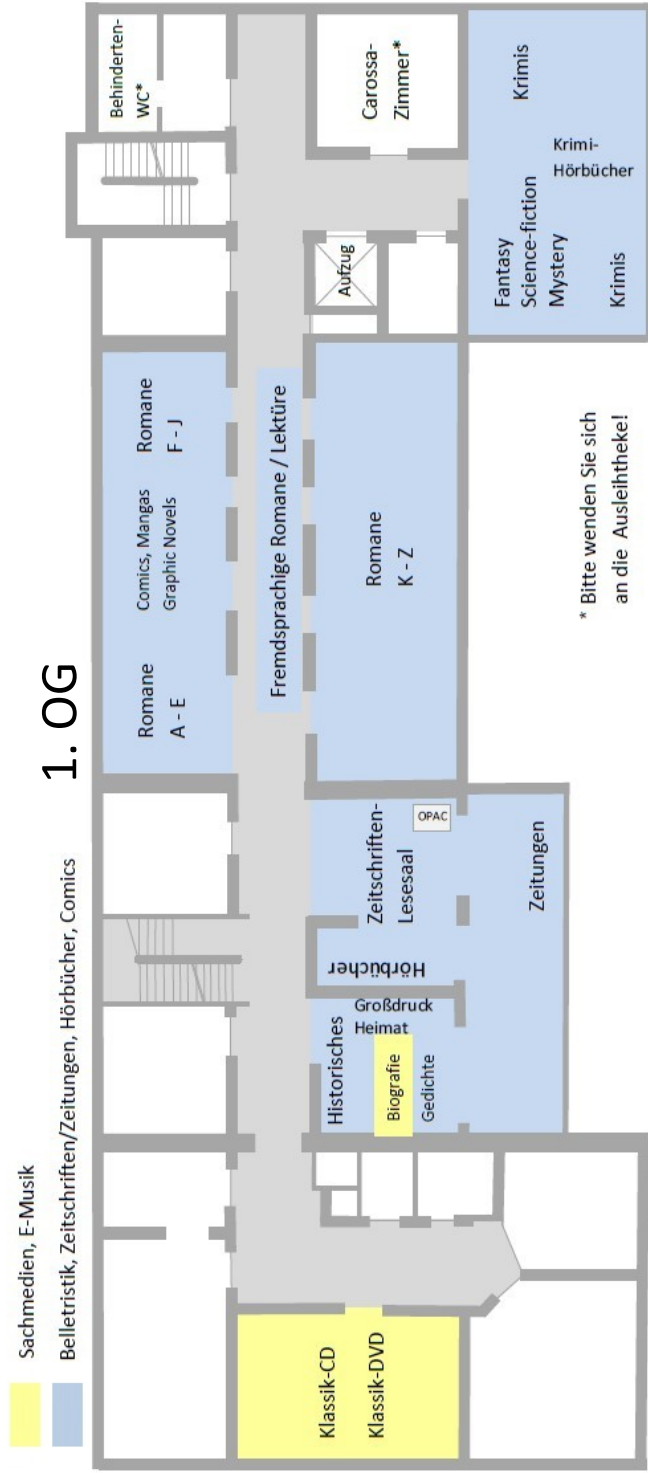 Sachmedien, E-Musik
Belletristik, Zeitschriften/Zeitungen, Hörbücher, Comics
1. OG
Romane
A - E
Comics, Mangas
Graphic Novels
Romane
F - J
Behinderten-
WC*
Fremdsprachige Romane / Lektüre
Klassik-CD
Klassik-DVD
Historisches
Großdruck
Heimat
Biografie
Gedichte
Hörbücher
Zeitschriften-
Lesesaal
OPAC
Zeitungen
Romane
K - Z
Aufzug
Carossa-
Zimmer*
Fantasy
Science-fiction
Mystery
Krimis
Krimi-
Hörbücher
Krimis
* Bitte wenden Sie sich
an die Ausleihtheke!